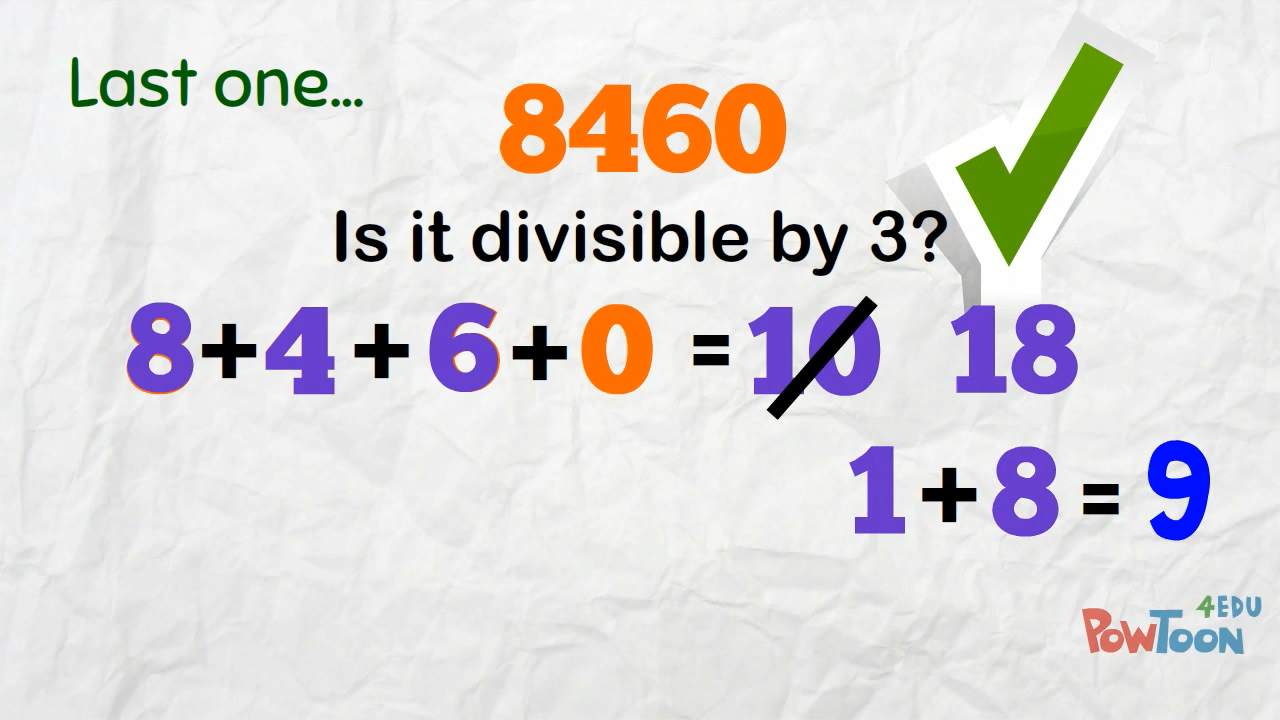 Last one...
8460
Is it divisible by 3?
8+4+6+0 = 10 18
1+8 = 9
4EDU
POWTOON